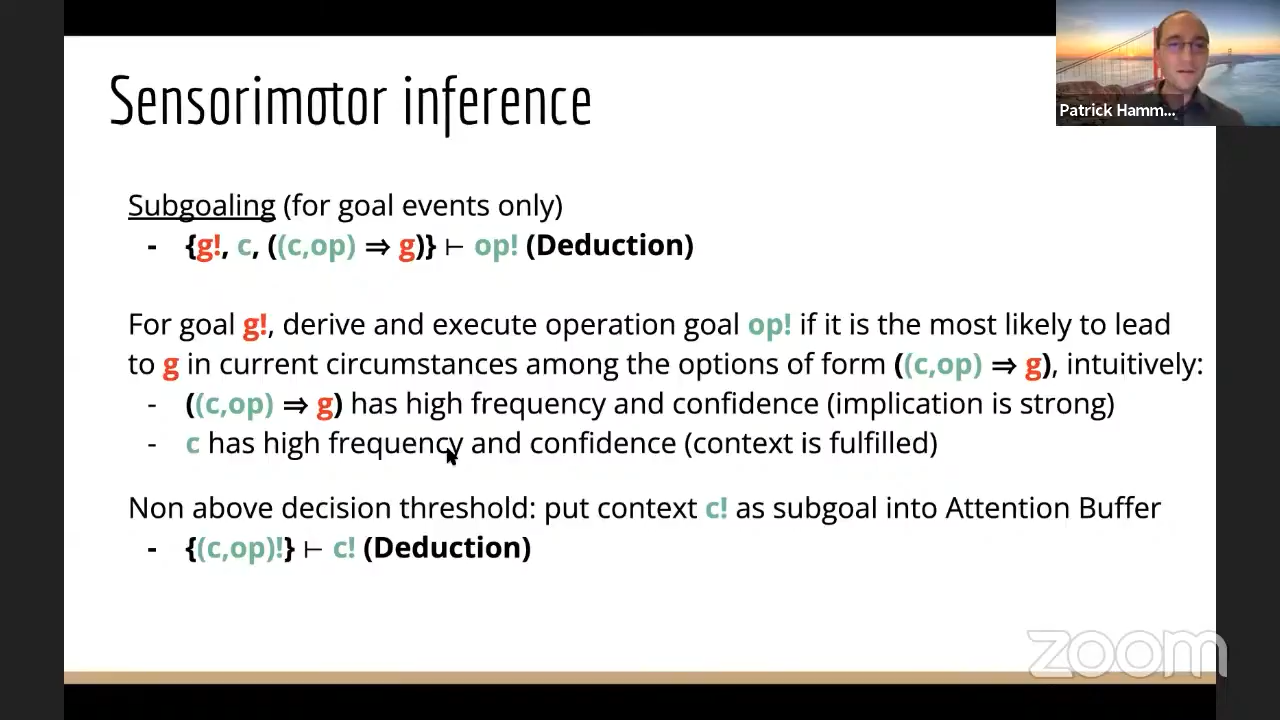 Sensorimotor inference
Patrick Hamm...
Subgoaling (for goal events only)
- {g!, c, ((c,op) ⇒ g)} ⊢ op! (Deduction)
For goal g!, derive and execute operation goal op! if it is the most likely to lead
to g in current circumstances among the options of form ((c,op) ⇒ g), intuitively:
- ((c,op) ⇒ g) has high frequency and confidence (implication is strong)
- c has high frequency and confidence (context is fulfilled)
Non above decision threshold: put context c! as subgoal into Attention Buffer
- {(c,op)!} ⊢ c! (Deduction)
zoom